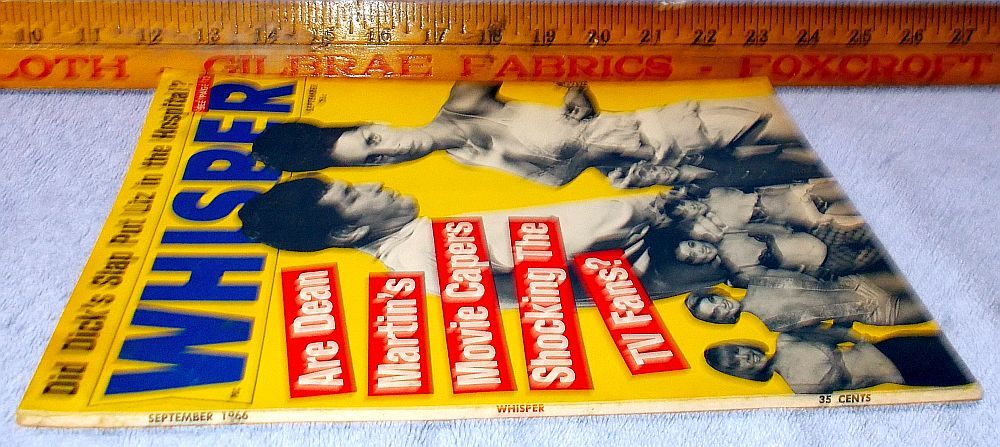 10 11 12 13 14 15 16 17 18 19 20 21 22 23 24 25 26 27
LOTH - GILBRAE FABRICS - FOXCROFT
Did Dick's Slap Put Liz in the Hospital?
WHISPER
SEPTEMBER
Are Dean
Martin's
Movie Capers
Shocking The
TV Fans?
SEPTEMBER 1966
WHISPER
35 CENTS